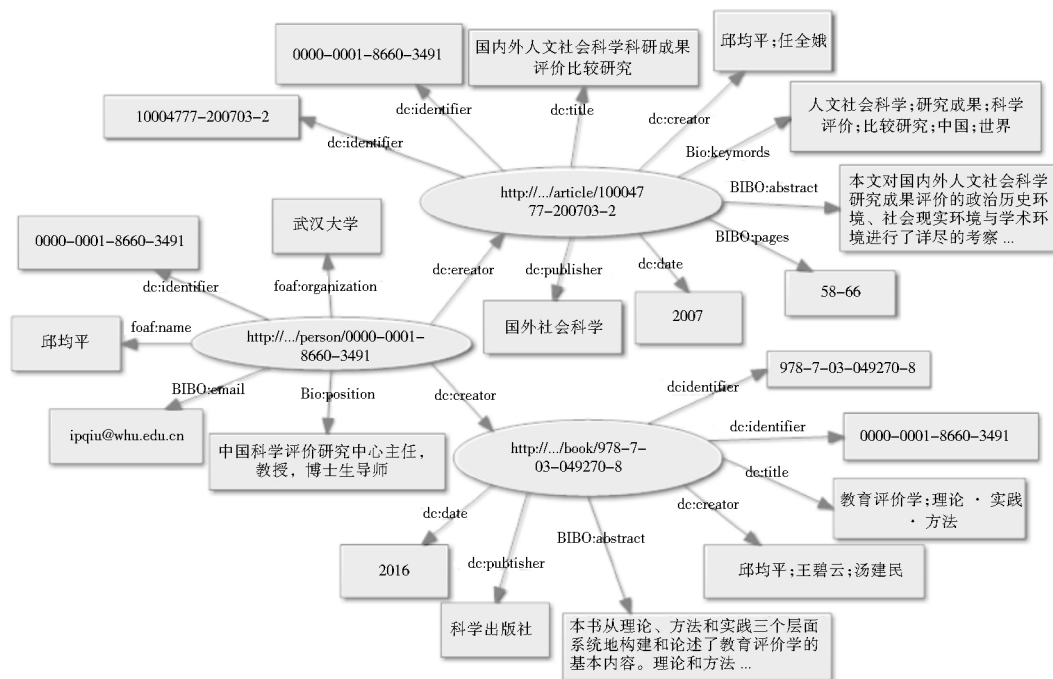 0000-0001-8660-3491
国内外人文社会科学科研成果
评价比较研究
邱均平;任全娥
10004777-200703-2
人文社会科学;研究成果;科学
评价;比较研究;中国;世界
dc:identifier
dc:identifier
dc:title
dc:creator
Bio:keymords
http://.../article/100047
77-200703-2
BIBO:abstract
本文对国内外人文社会科学
研究成果评价的政治历史环
境、社会现实环境与学术环
境进行了详尽的考察 ...
BIBO:pages
58-66
dc:date
2007
dc:publisher
国外社会科学
武汉大学
0000-0001-8660-3491
dc:identifier
foaf:organization
dc:ereator
foaf:name
邱均平
http://.../person/0000-0001-
8660-3491
BIBO:email
ipqiu@whu.edu.cn
Bio:position
中国科学评价研究中心主任，
教授，博士生导师
dc:creator
978-7-03-049270-8
dcidentifier
http://.../book/978-7-
03-049270-8
dc:identifier
0000-0001-8660-3491
dc:title
教育评价学;理论 · 实践
· 方法
dc:creator
邱均平;王碧云;汤建民
dc:date
2016
dc:pubtisher
科学出版社
BIBO:abstract
本书从理论、方法和实践三个层面
系统地构建和论述了教育评价学的
基本内容。理论和方法 ...